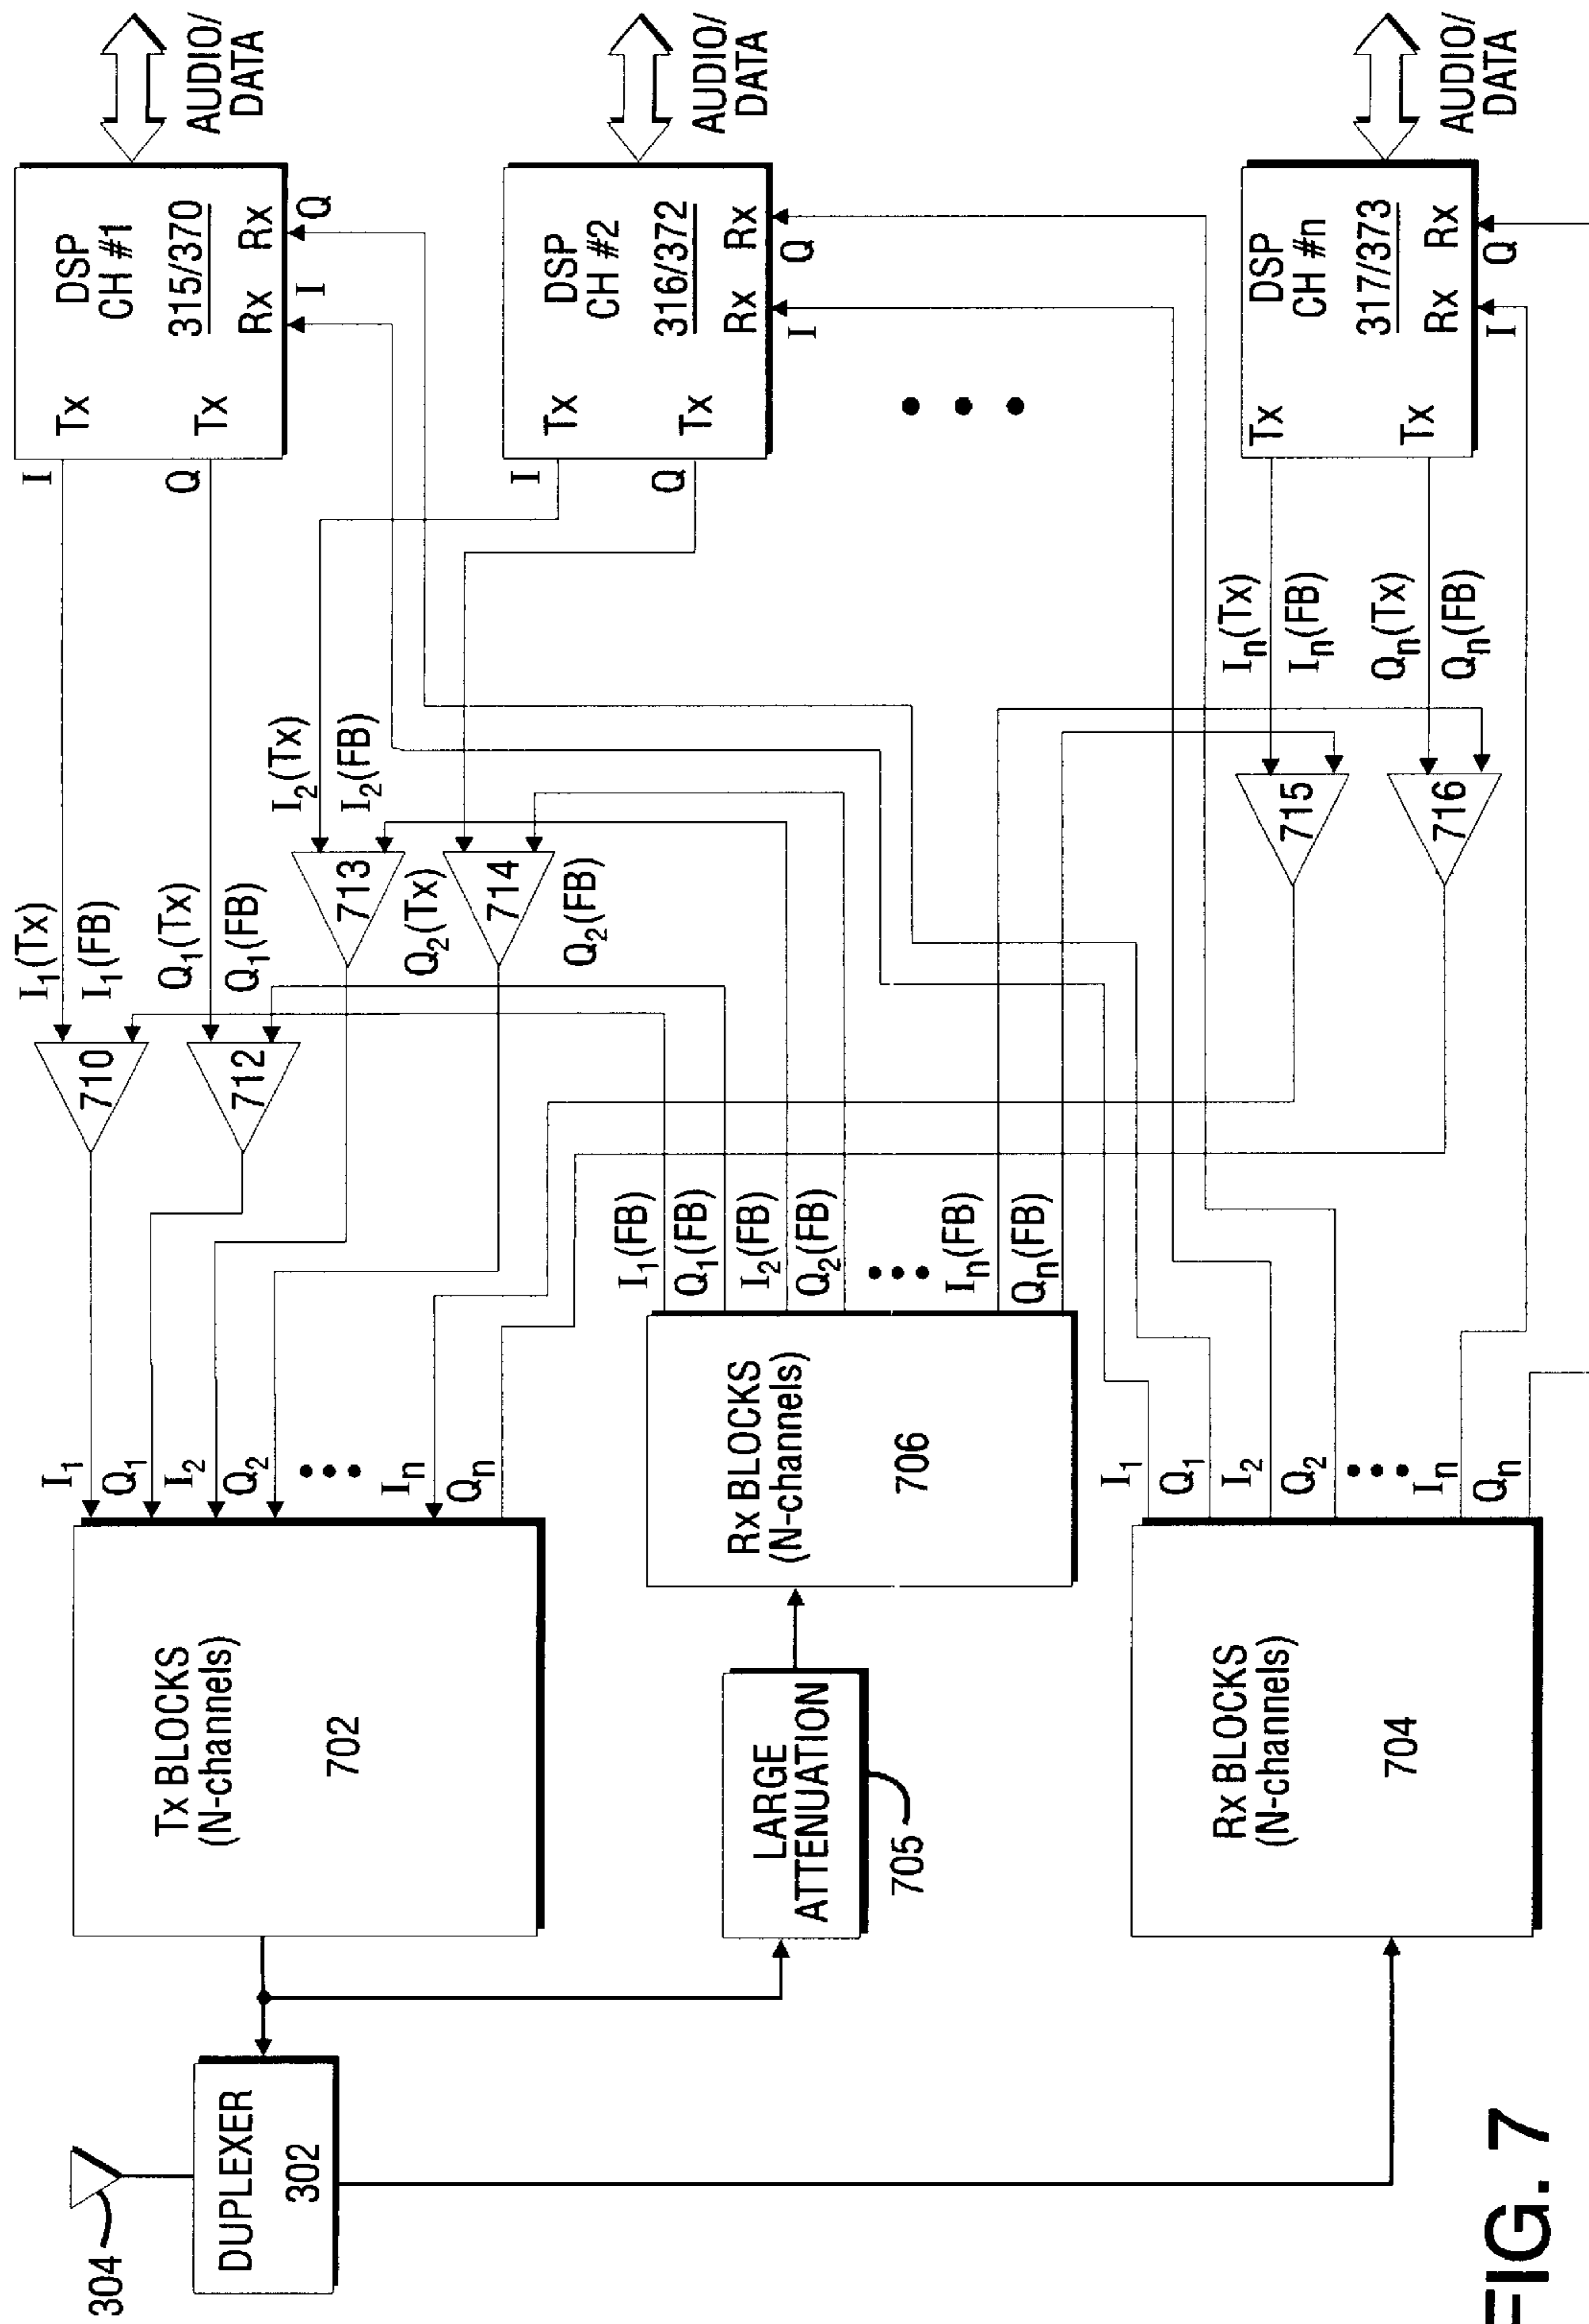 304
DUPLEXER
302
Tx BLOCKS
(N-channels)
702
I1
Q1
I2
Q2
In
Qn
LARGE
ATTENUATION
705
Rx BLOCKS
(N-channels)
706
I1(FB)
Q1(FB)
I2(FB)
Q2(FB)
In(FB)
Qn(FB)
Rx BLOCKS
(N-channels)
704
I1
Q1
I2
Q2
In
Qn
710
712
I1(Tx)
I1(FB)
Q1(Tx)
Q1(FB)
713
714
I2(Tx)
I2(FB)
Q2(Tx)
Q2(FB)
715
716
In(Tx)
In(FB)
Qn(Tx)
Qn(FB)
I
Q
Tx
Tx
DSP
CH #1
315/370
Rx
Rx
I
Q
AUDIO/
DATA
I
Q
Tx
Tx
DSP
CH #2
316/372
Rx
Rx
I
Q
AUDIO/
DATA
Tx
Tx
DSP
CH #n
317/373
Rx
Rx
I
Q
AUDIO/
DATA
FIG. 7